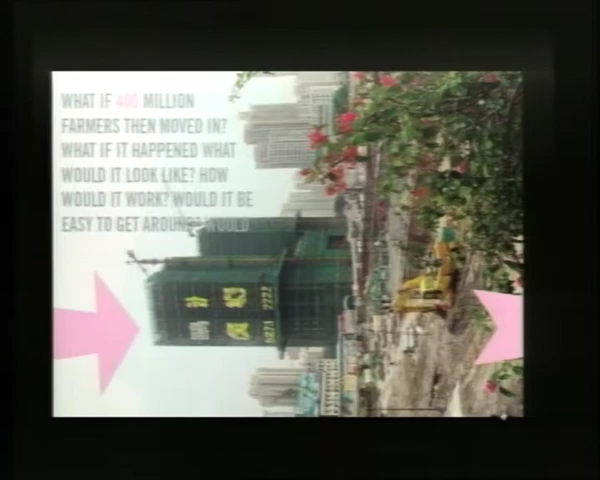 WHAT IF 400 MILLION
FARMERS THEN MOVED IN?
WHAT IF IT HAPPENED WHAT
WOULD IT LOOK LIKE? HOW
WOULD IT WORK? WOULD IT BE
EASY TO GET AROUND? WOULD